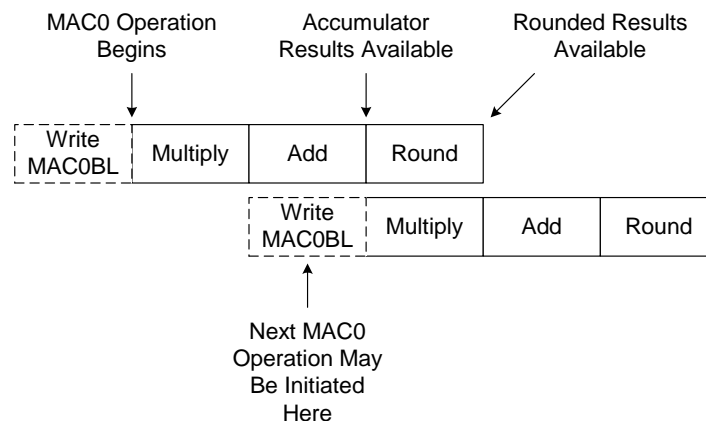 MAC0 Operation
Begins
Accumulator
Results Available
Rounded Results
Available
Write
MAC0BL
Multiply
Add
Round
Write
MAC0BL
Multiply
Add
Round
Next MAC0
Operation May
Be Initiated
Here